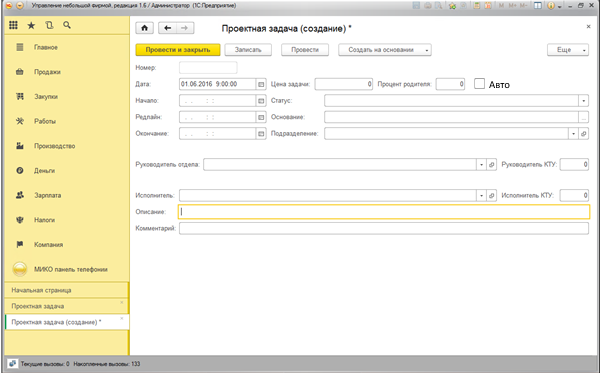 Управление небольшой фирмой, редакция 1.6 / Администратор (1С:Предприятие)
M M+ M-
Главное
Продажи
Закупки
Работы
Производство
Деньги
Зарплата
Налоги
Компания
МИКО панель телефонии
Начальная страница
Проектная задача
Проектная задача (создание) *
Проектная задача (создание) *
Провести и закрыть Записать Провести Создать на основании Еще
Номер:
Дата: 01.06.2016 9:00:00 Цена задачи: 0 Процент родителя: 0 Авто
Начало: . . : : Статус:
Редлайн: . . : : Основание: ...
Окончание: . . : : Подразделение:
Руководитель отдела: Руководитель КТУ: 0
Исполнитель: Исполнитель КТУ: 0
Описание:
Комментарий:
Текущие вызовы: 0 Накопленные вызовы: 133